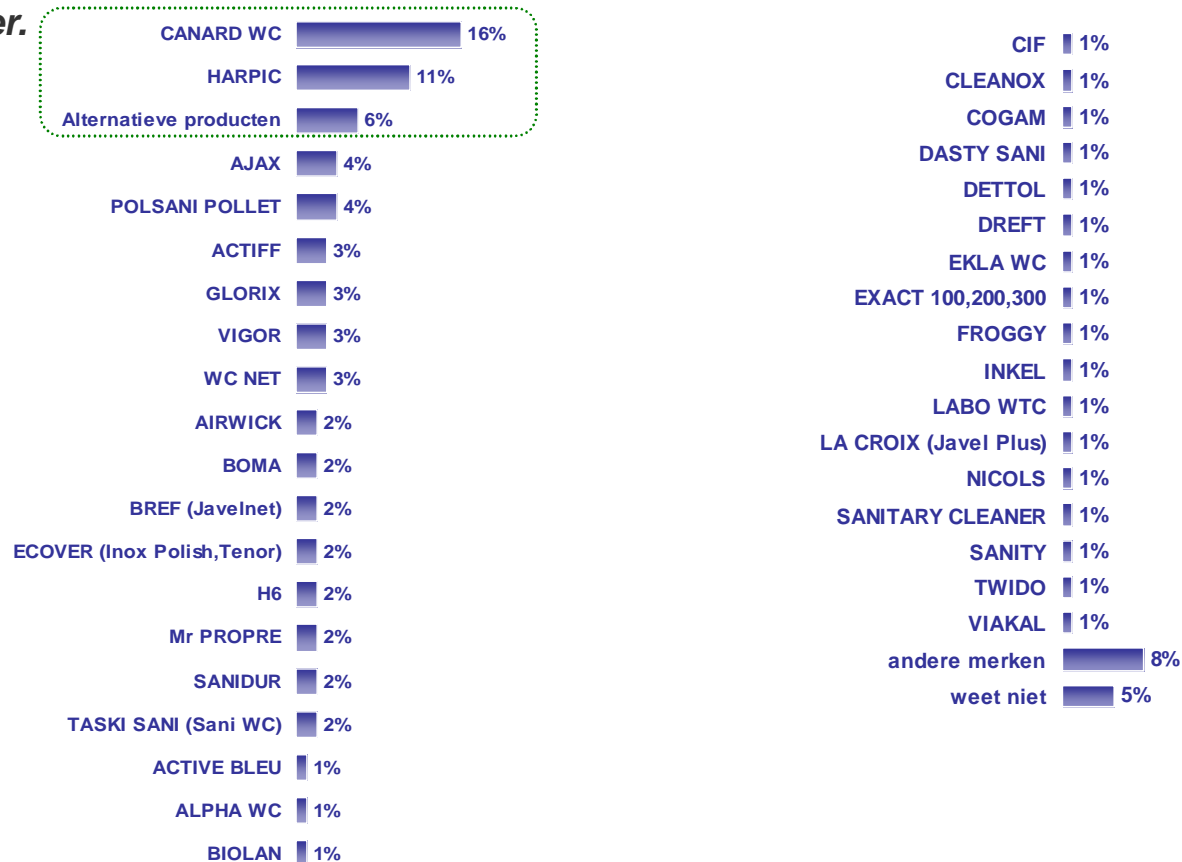 er.
CANARD WC 16%
HARPIC 11%
Alternatieve producten 6%
AJAX 4%
POLSANI POLLET 4%
ACTIFF 3%
GLORIX 3%
VIGOR 3%
WC NET 3%
AIRWICK 2%
BOMA 2%
BREF (Javelnet) 2%
ECOVER (Inox Polish,Tenor) 2%
H6 2%
Mr PROPRE 2%
SANIDUR 2%
TASKI SANI (Sani WC) 2%
ACTIVE BLEU 1%
ALPHA WC 1%
BIOLAN 1%
CIF 1%
CLEANOX 1%
COGAM 1%
DASTY SANI 1%
DETTOL 1%
DREFT 1%
EKLA WC 1%
EXACT 100,200,300 1%
FROGGY 1%
INKEL 1%
LABO WTC 1%
LA CROIX (Javel Plus) 1%
NICOLS 1%
SANITARY CLEANER 1%
SANITY 1%
TWIDO 1%
VIAKAL 1%
andere merken 8%
weet niet 5%